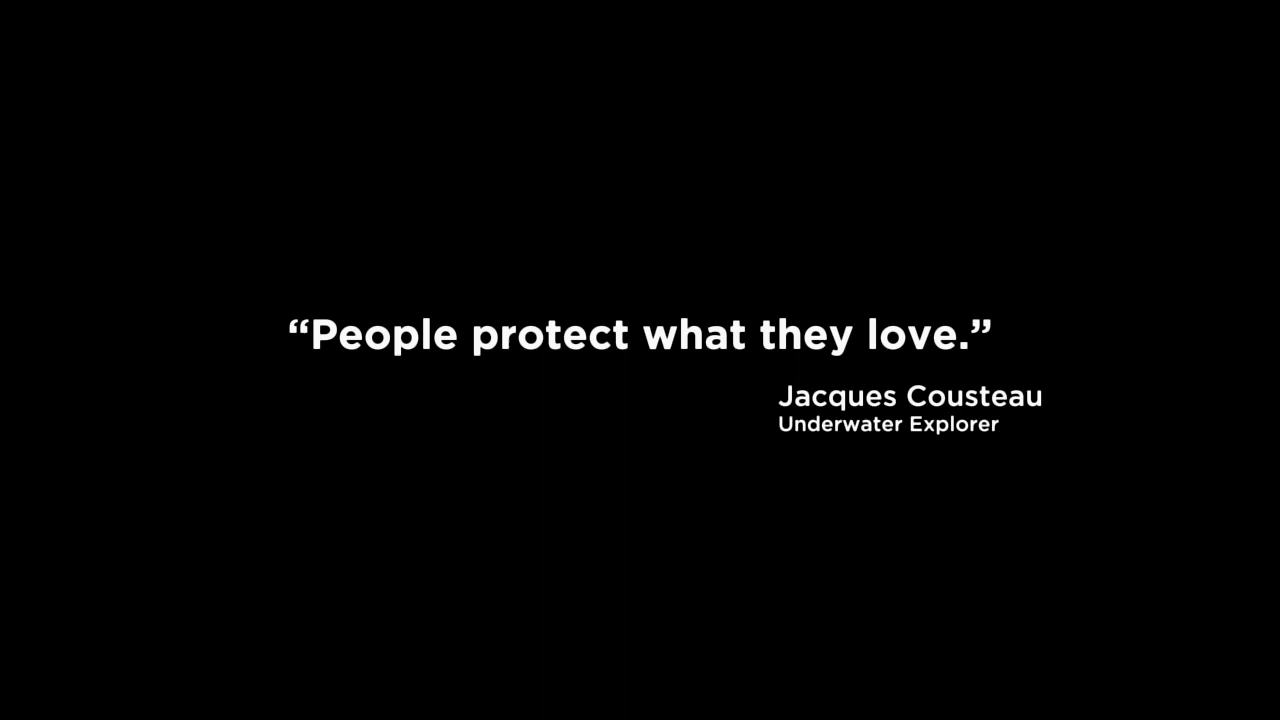 “People protect what they love.”
Jacques Cousteau
Underwater Explorer